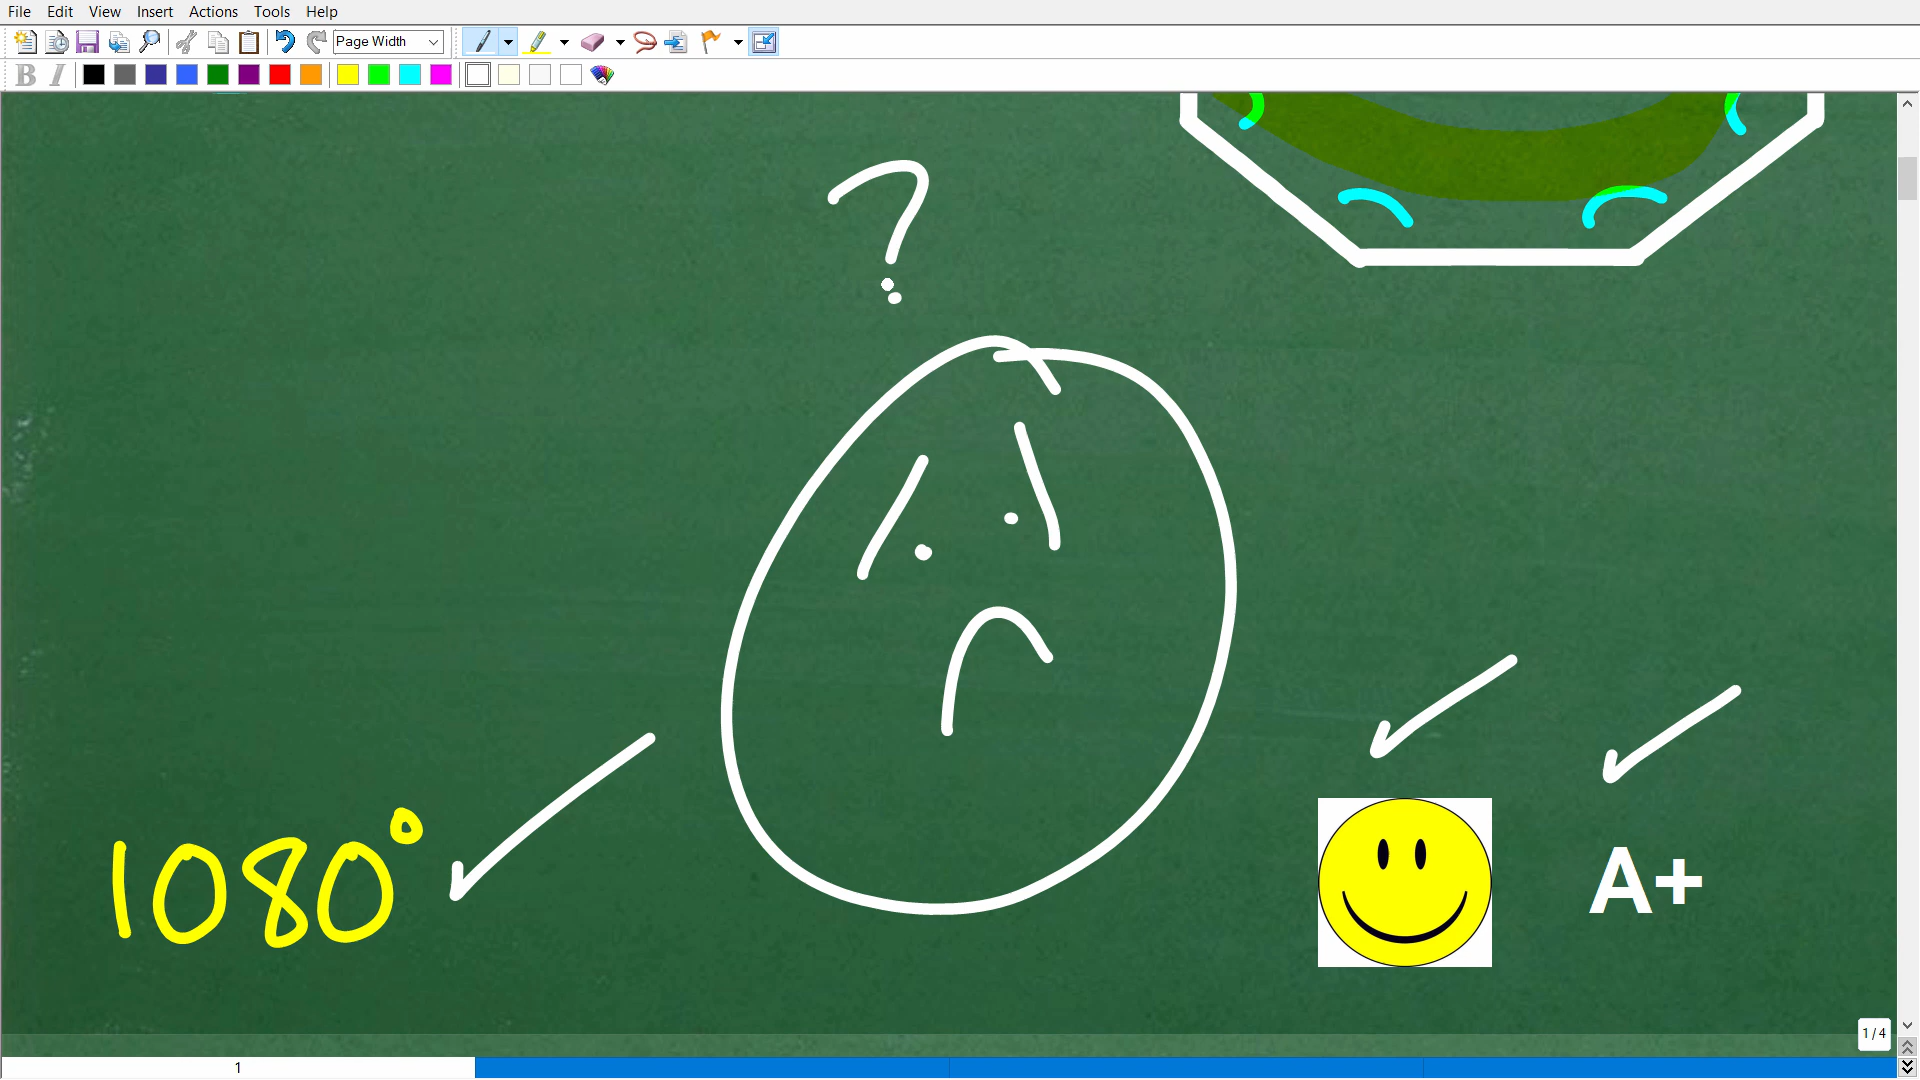 File Edit View Insert Actions Tools Help
Page Width
B I
?
1080°
A+
1 / 4
1